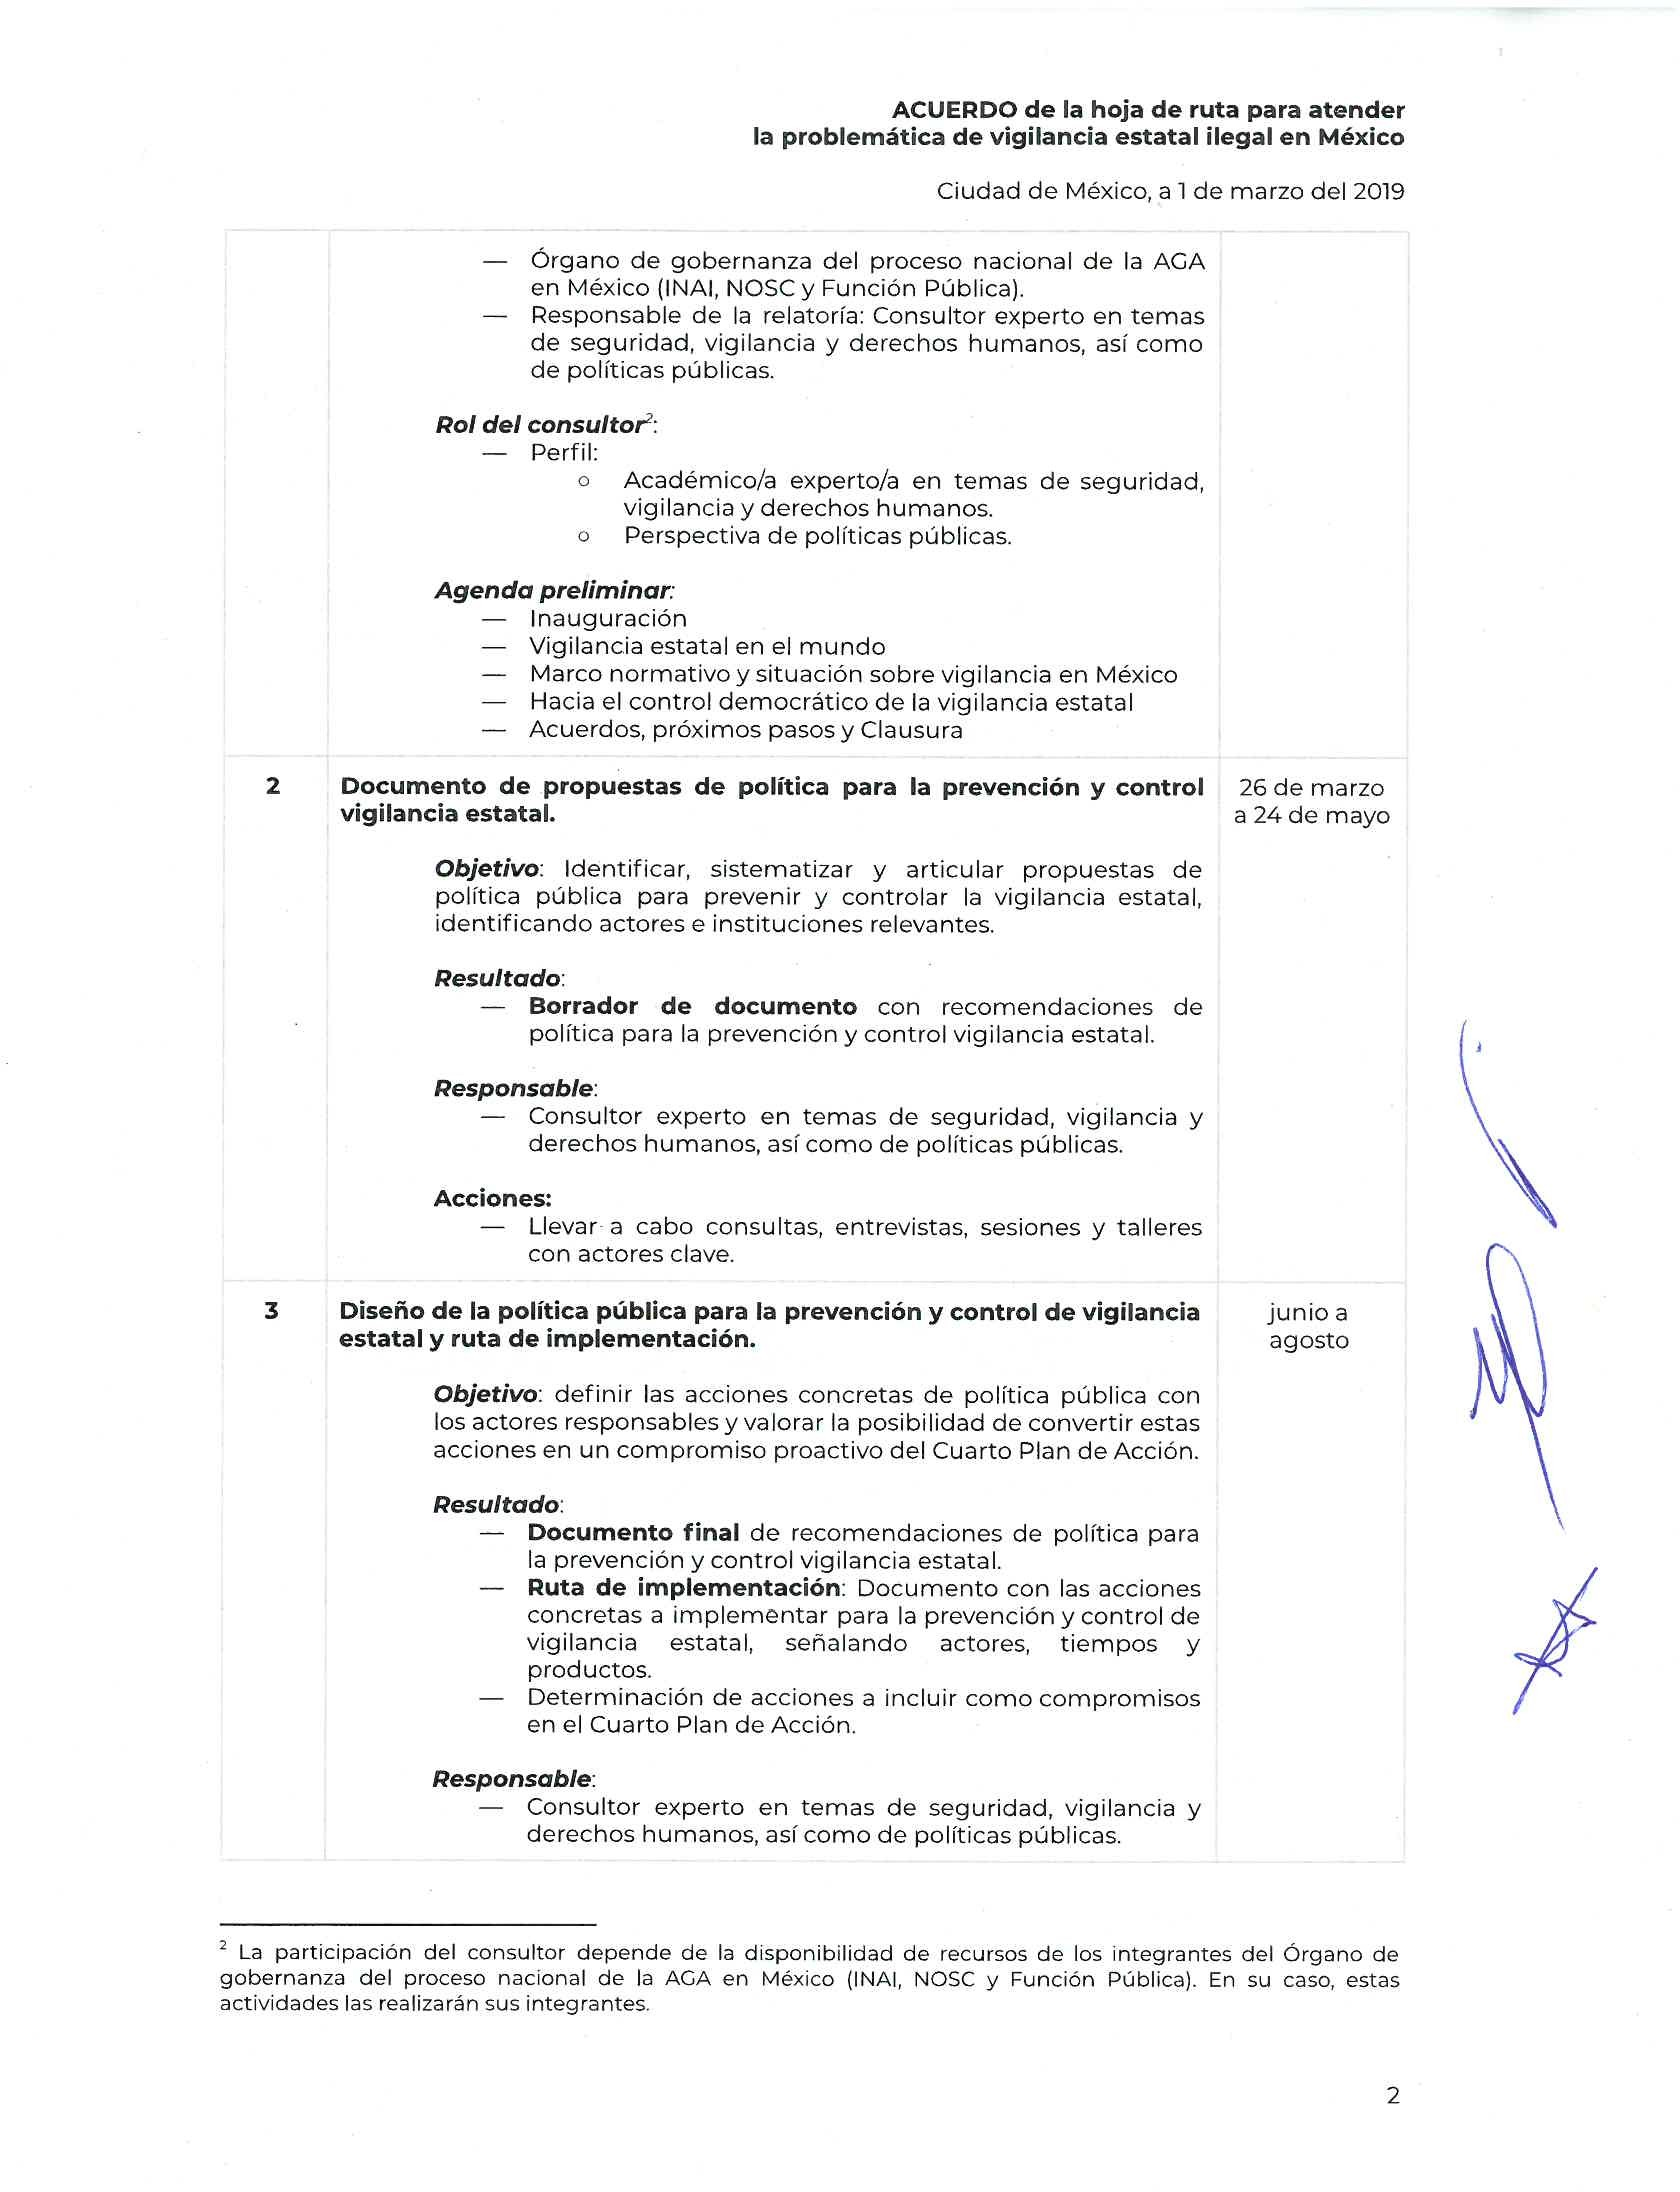 ACUERDO de la hoja de ruta para atender
la problemática de vigilancia estatal ilegal en México
Ciudad de México, a 1 de marzo del 2019
— Órgano de gobernanza del proceso nacional de la AGA
en México (INAI, NOSC y Función Pública).
— Responsable de la relatoría: Consultor experto en temas
de seguridad, vigilancia y derechos humanos, así como
de políticas públicas.
Rol del consultor²:
— Perfil:
o Académico/a experto/a en temas de seguridad,
vigilancia y derechos humanos.
o Perspectiva de políticas públicas.
Agenda preliminar:
— Inauguración
— Vigilancia estatal en el mundo
— Marco normativo y situación sobre vigilancia en México
— Hacia el control democrático de la vigilancia estatal
— Acuerdos, próximos pasos y Clausura
2 Documento de propuestas de política para la prevención y control 26 de marzo
vigilancia estatal. a 24 de mayo
Objetivo: Identificar, sistematizar y articular propuestas de
política pública para prevenir y controlar la vigilancia estatal,
identificando actores e instituciones relevantes.
Resultado:
— Borrador de documento con recomendaciones de
política para la prevención y control vigilancia estatal.
Responsable:
— Consultor experto en temas de seguridad, vigilancia y
derechos humanos, así como de políticas públicas.
Acciones:
— Llevar a cabo consultas, entrevistas, sesiones y talleres
con actores clave.
3 Diseño de la política pública para la prevención y control de vigilancia junio a
estatal y ruta de implementación. agosto
Objetivo: definir las acciones concretas de política pública con
los actores responsables y valorar la posibilidad de convertir estas
acciones en un compromiso proactivo del Cuarto Plan de Acción.
Resultado:
— Documento final de recomendaciones de política para
la prevención y control vigilancia estatal.
— Ruta de implementación: Documento con las acciones
concretas a implementar para la prevención y control de
vigilancia estatal, señalando actores, tiempos y
productos.
— Determinación de acciones a incluir como compromisos
en el Cuarto Plan de Acción.
Responsable:
— Consultor experto en temas de seguridad, vigilancia y
derechos humanos, así como de políticas públicas.
² La participación del consultor depende de la disponibilidad de recursos de los integrantes del Órgano de
gobernanza del proceso nacional de la AGA en México (INAI, NOSC y Función Pública). En su caso, estas
actividades las realizarán sus integrantes.
2